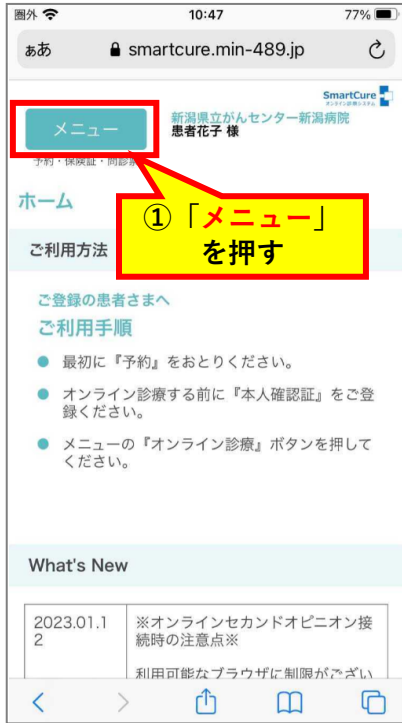 圏外 10:47 77%
ぁあ smartcure.min-489.jp
SmartCure
オンライン診療システム
メニュー
新潟県立がんセンター新潟病院
患者花子 様
予約・保険証・問診
ホーム
①「メニュー」
を押す
ご利用方法
ご登録の患者さまへ
ご利用手順
● 最初に『予約』をおとりください。
● オンライン診療する前に『本人確認証』をご登
録ください。
● メニューの『オンライン診療』ボタンを押して
ください。
What's New
2023.01.1 ※オンラインセカンドオピニオン接
2 続時の注意点※
利用可能なブラウザに制限がござい